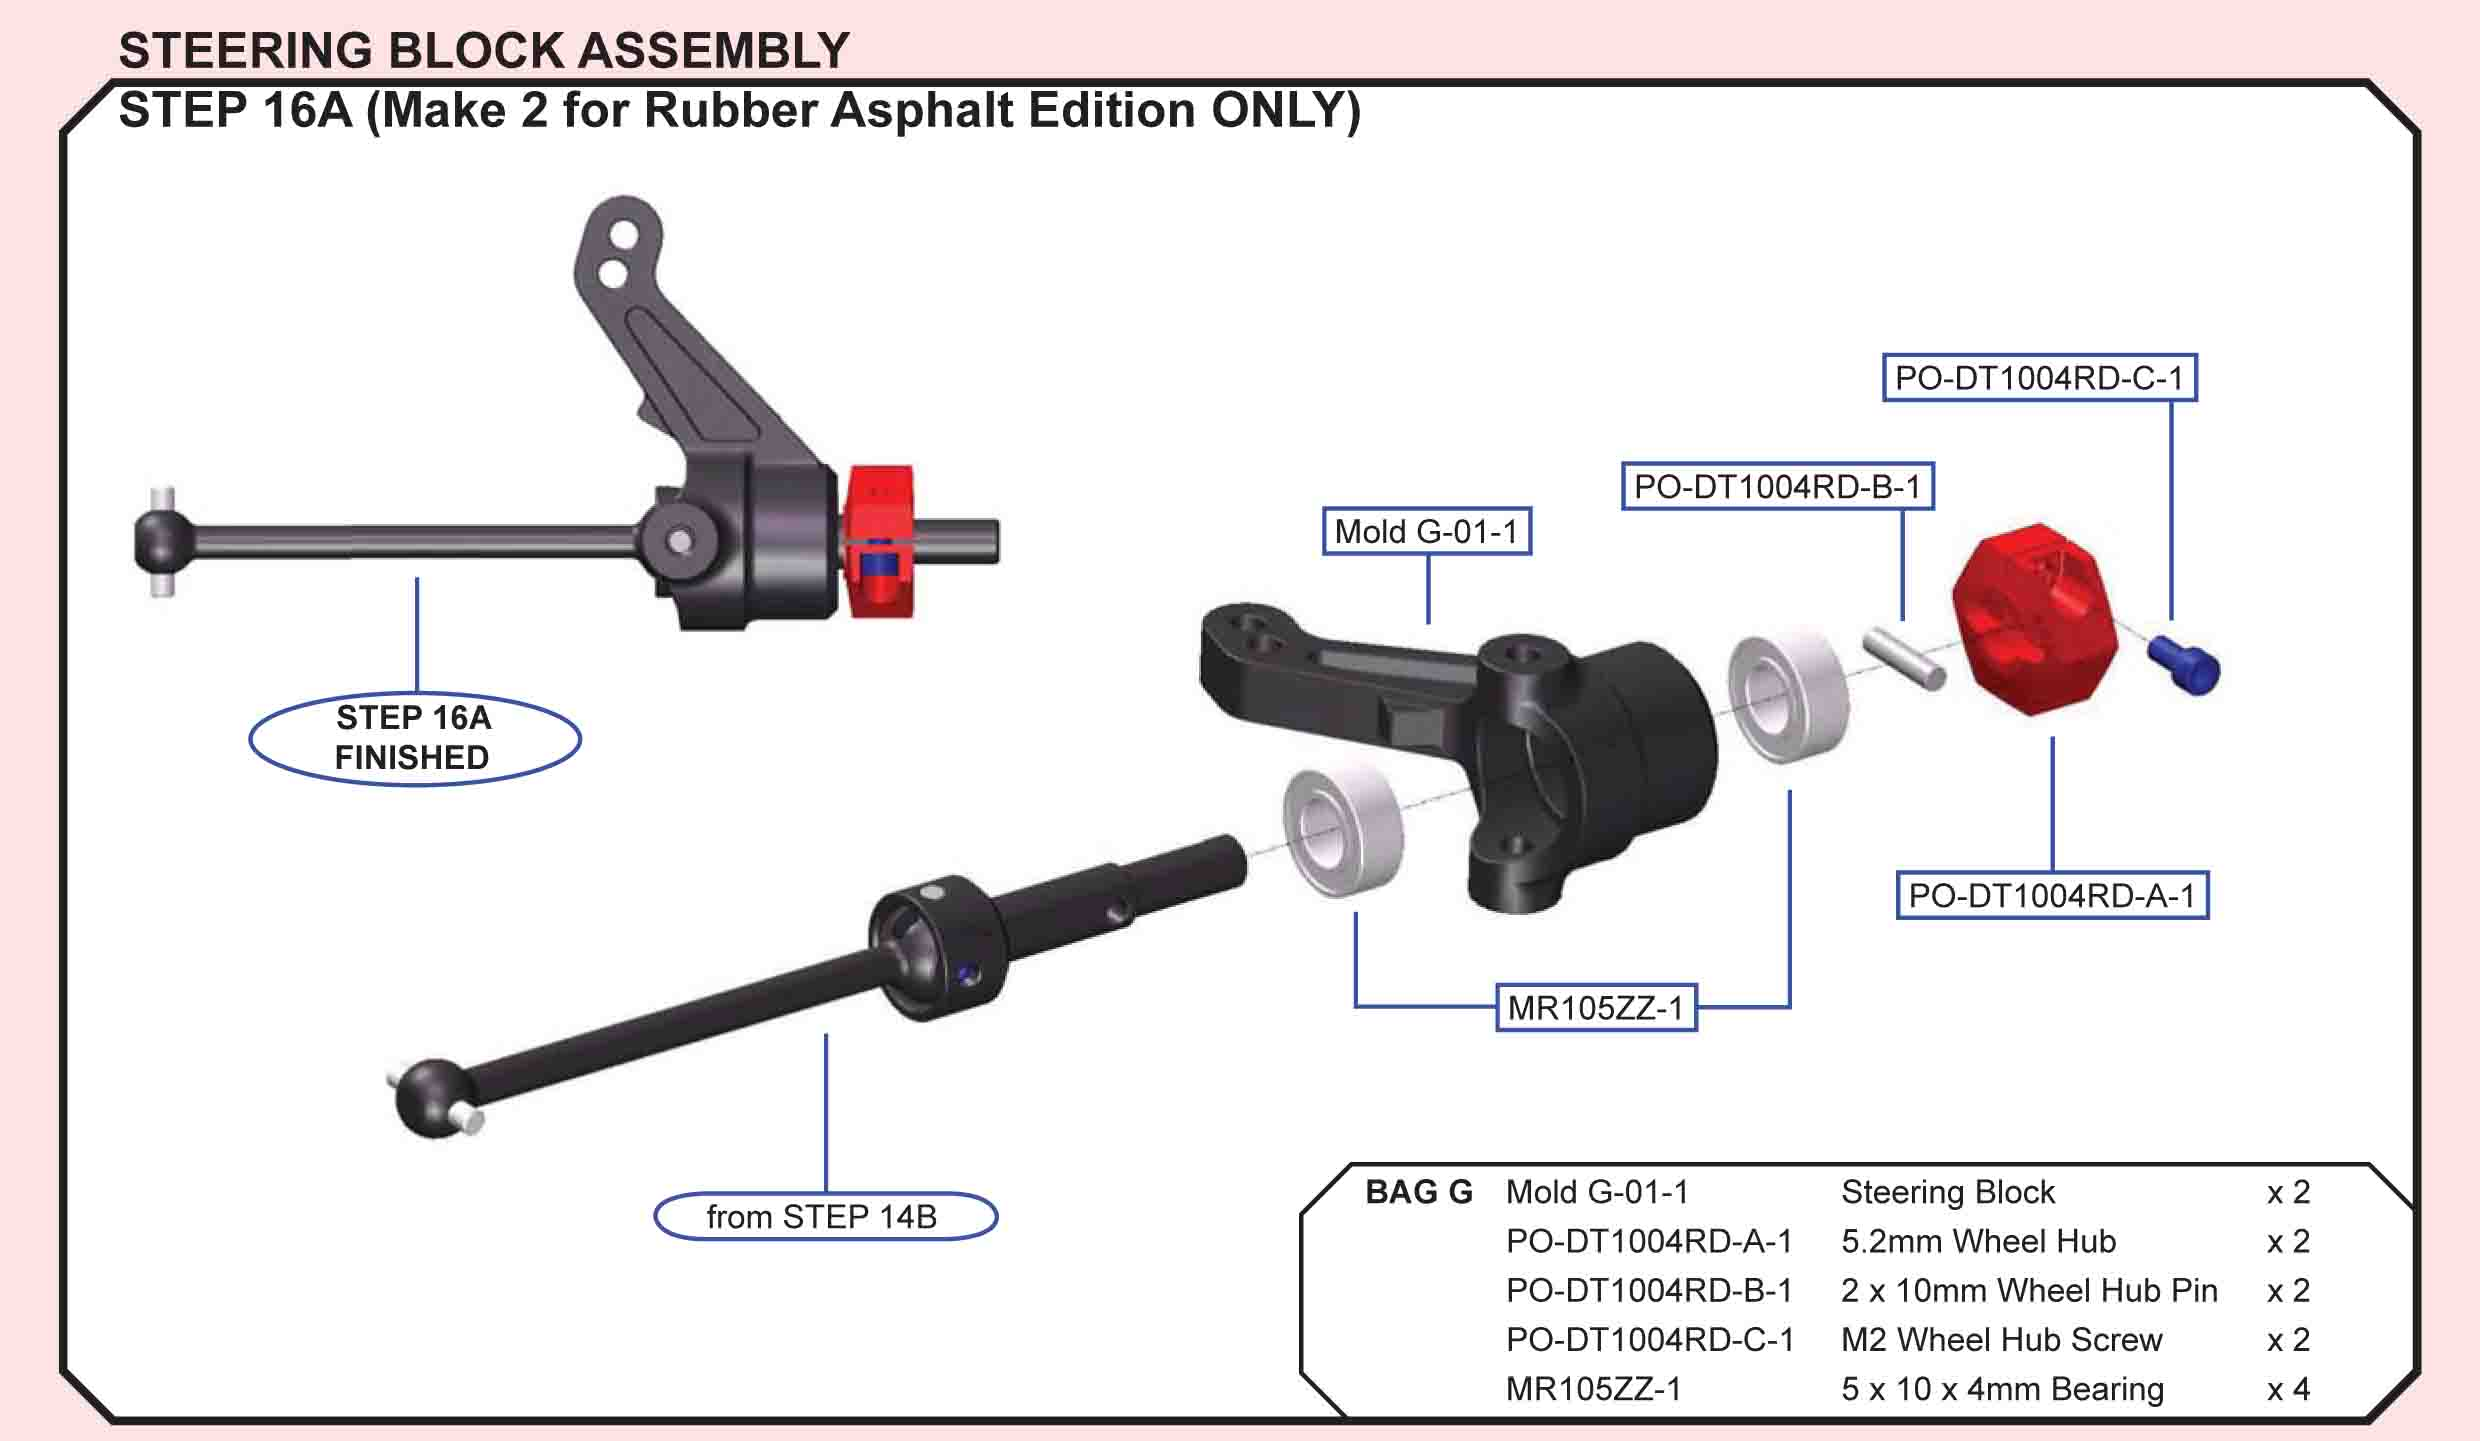 STEERING BLOCK ASSEMBLY
STEP 16A (Make 2 for Rubber Asphalt Edition ONLY)
PO-DT1004RD-C-1
PO-DT1004RD-B-1
Mold G-01-1
STEP 16A
FINISHED
PO-DT1004RD-A-1
MR105ZZ-1
from STEP 14B
BAG G Mold G-01-1 Steering Block x 2
PO-DT1004RD-A-1 5.2mm Wheel Hub x 2
PO-DT1004RD-B-1 2 x 10mm Wheel Hub Pin x 2
PO-DT1004RD-C-1 M2 Wheel Hub Screw x 2
MR105ZZ-1 5 x 10 x 4mm Bearing x 4